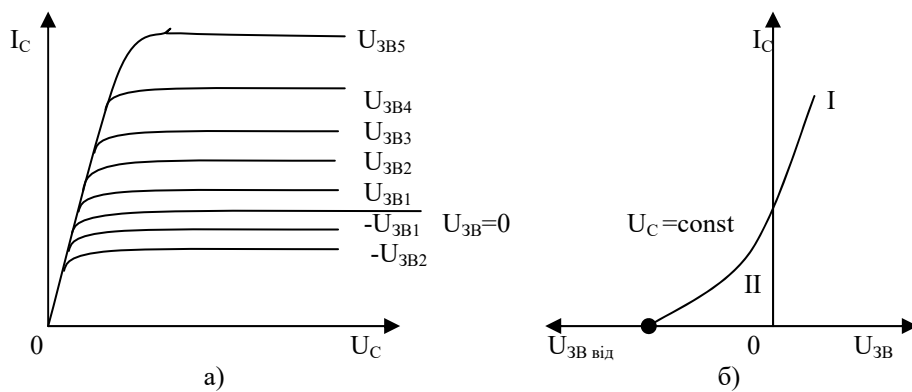 I_C
U_ЗВ5
U_ЗВ4
U_ЗВ3
U_ЗВ2
U_ЗВ1
-U_ЗВ1 U_ЗВ=0
-U_ЗВ2
0
U_C
а)
I_C
I
U_C=const
II
U_ЗВ від
0
U_ЗВ
б)